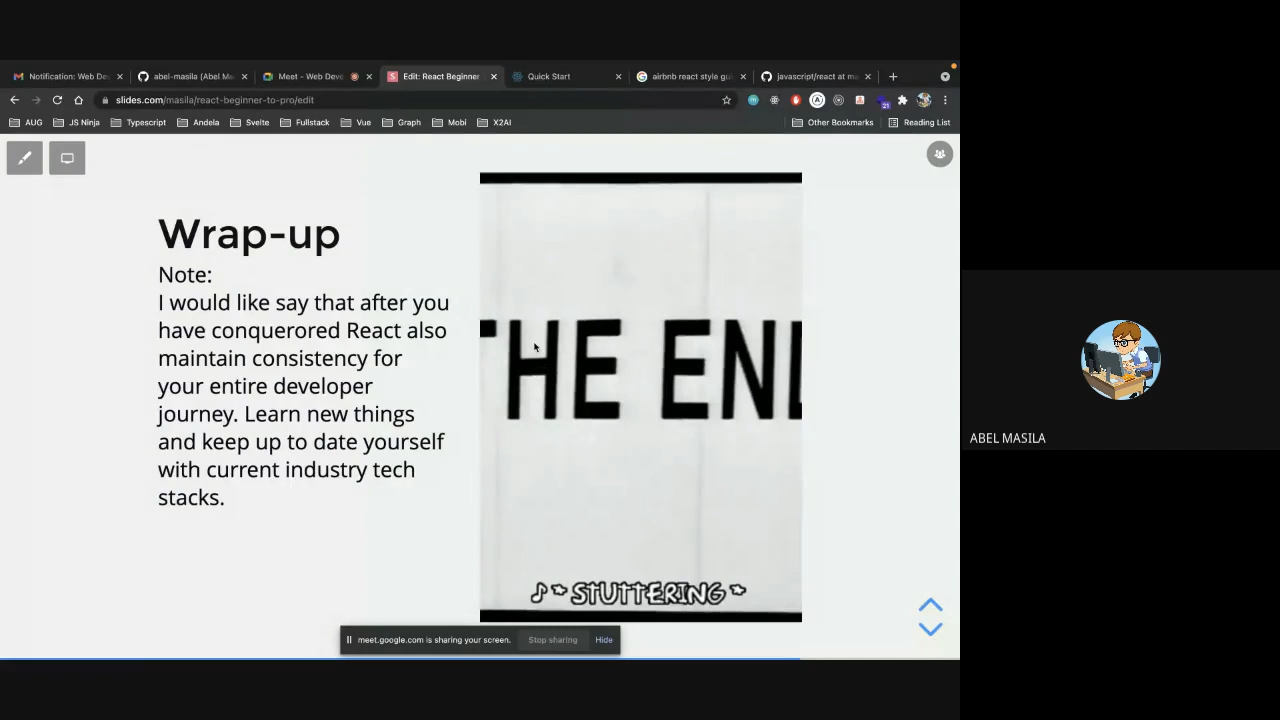 Notification: Web De
abel-masila (Abel M
Meet – Web Deve
Edit: React Beginner
Quick Start
airbnb react style gu
javascript/react at ma
slides.com/masila/react-beginner-to-pro/edit
21
AUG
JS Ninja
Typescript
Andela
Svelte
Fullstack
Vue
Graph
Mobi
X2AI
Other Bookmarks
Reading List
Wrap-up
Note:
I would like say that after you
have conquerored React also
maintain consistency for
your entire developer
journey. Learn new things
and keep up to date yourself
with current industry tech
stacks.
THE END
♪ * STUTTERING *
meet.google.com is sharing your screen.
Stop sharing
Hide
ABEL MASILA